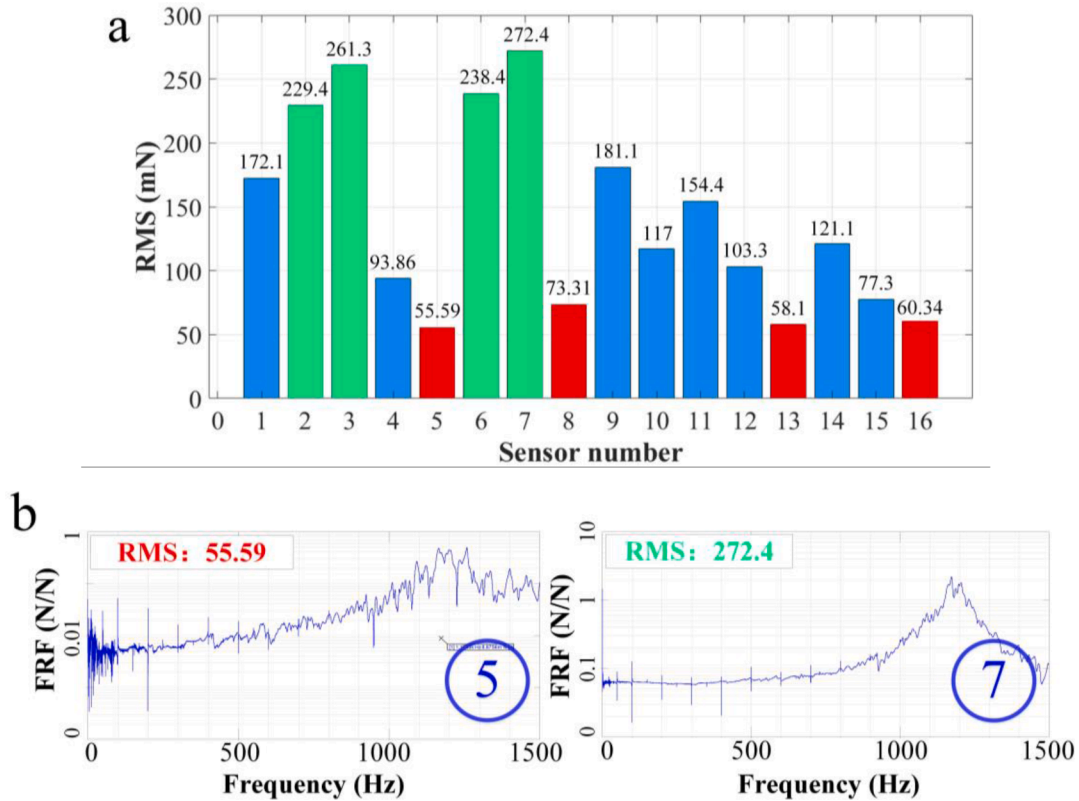 a
RMS (mN)
300
250
200
150
100
50
0
172.1
229.4
261.3
93.86
55.59
238.4
272.4
73.31
181.1
117
154.4
103.3
58.1
121.1
77.3
60.34
0 1 2 3 4 5 6 7 8 9 10 11 12 13 14 15 16
Sensor number
b
FRF (N/N)
1
0.01
0
RMS: 55.59
5
0 500 1000 1500
Frequency (Hz)
FRF (N/N)
10
1
0.1
0
RMS: 272.4
7
0 500 1000 1500
Frequency (Hz)